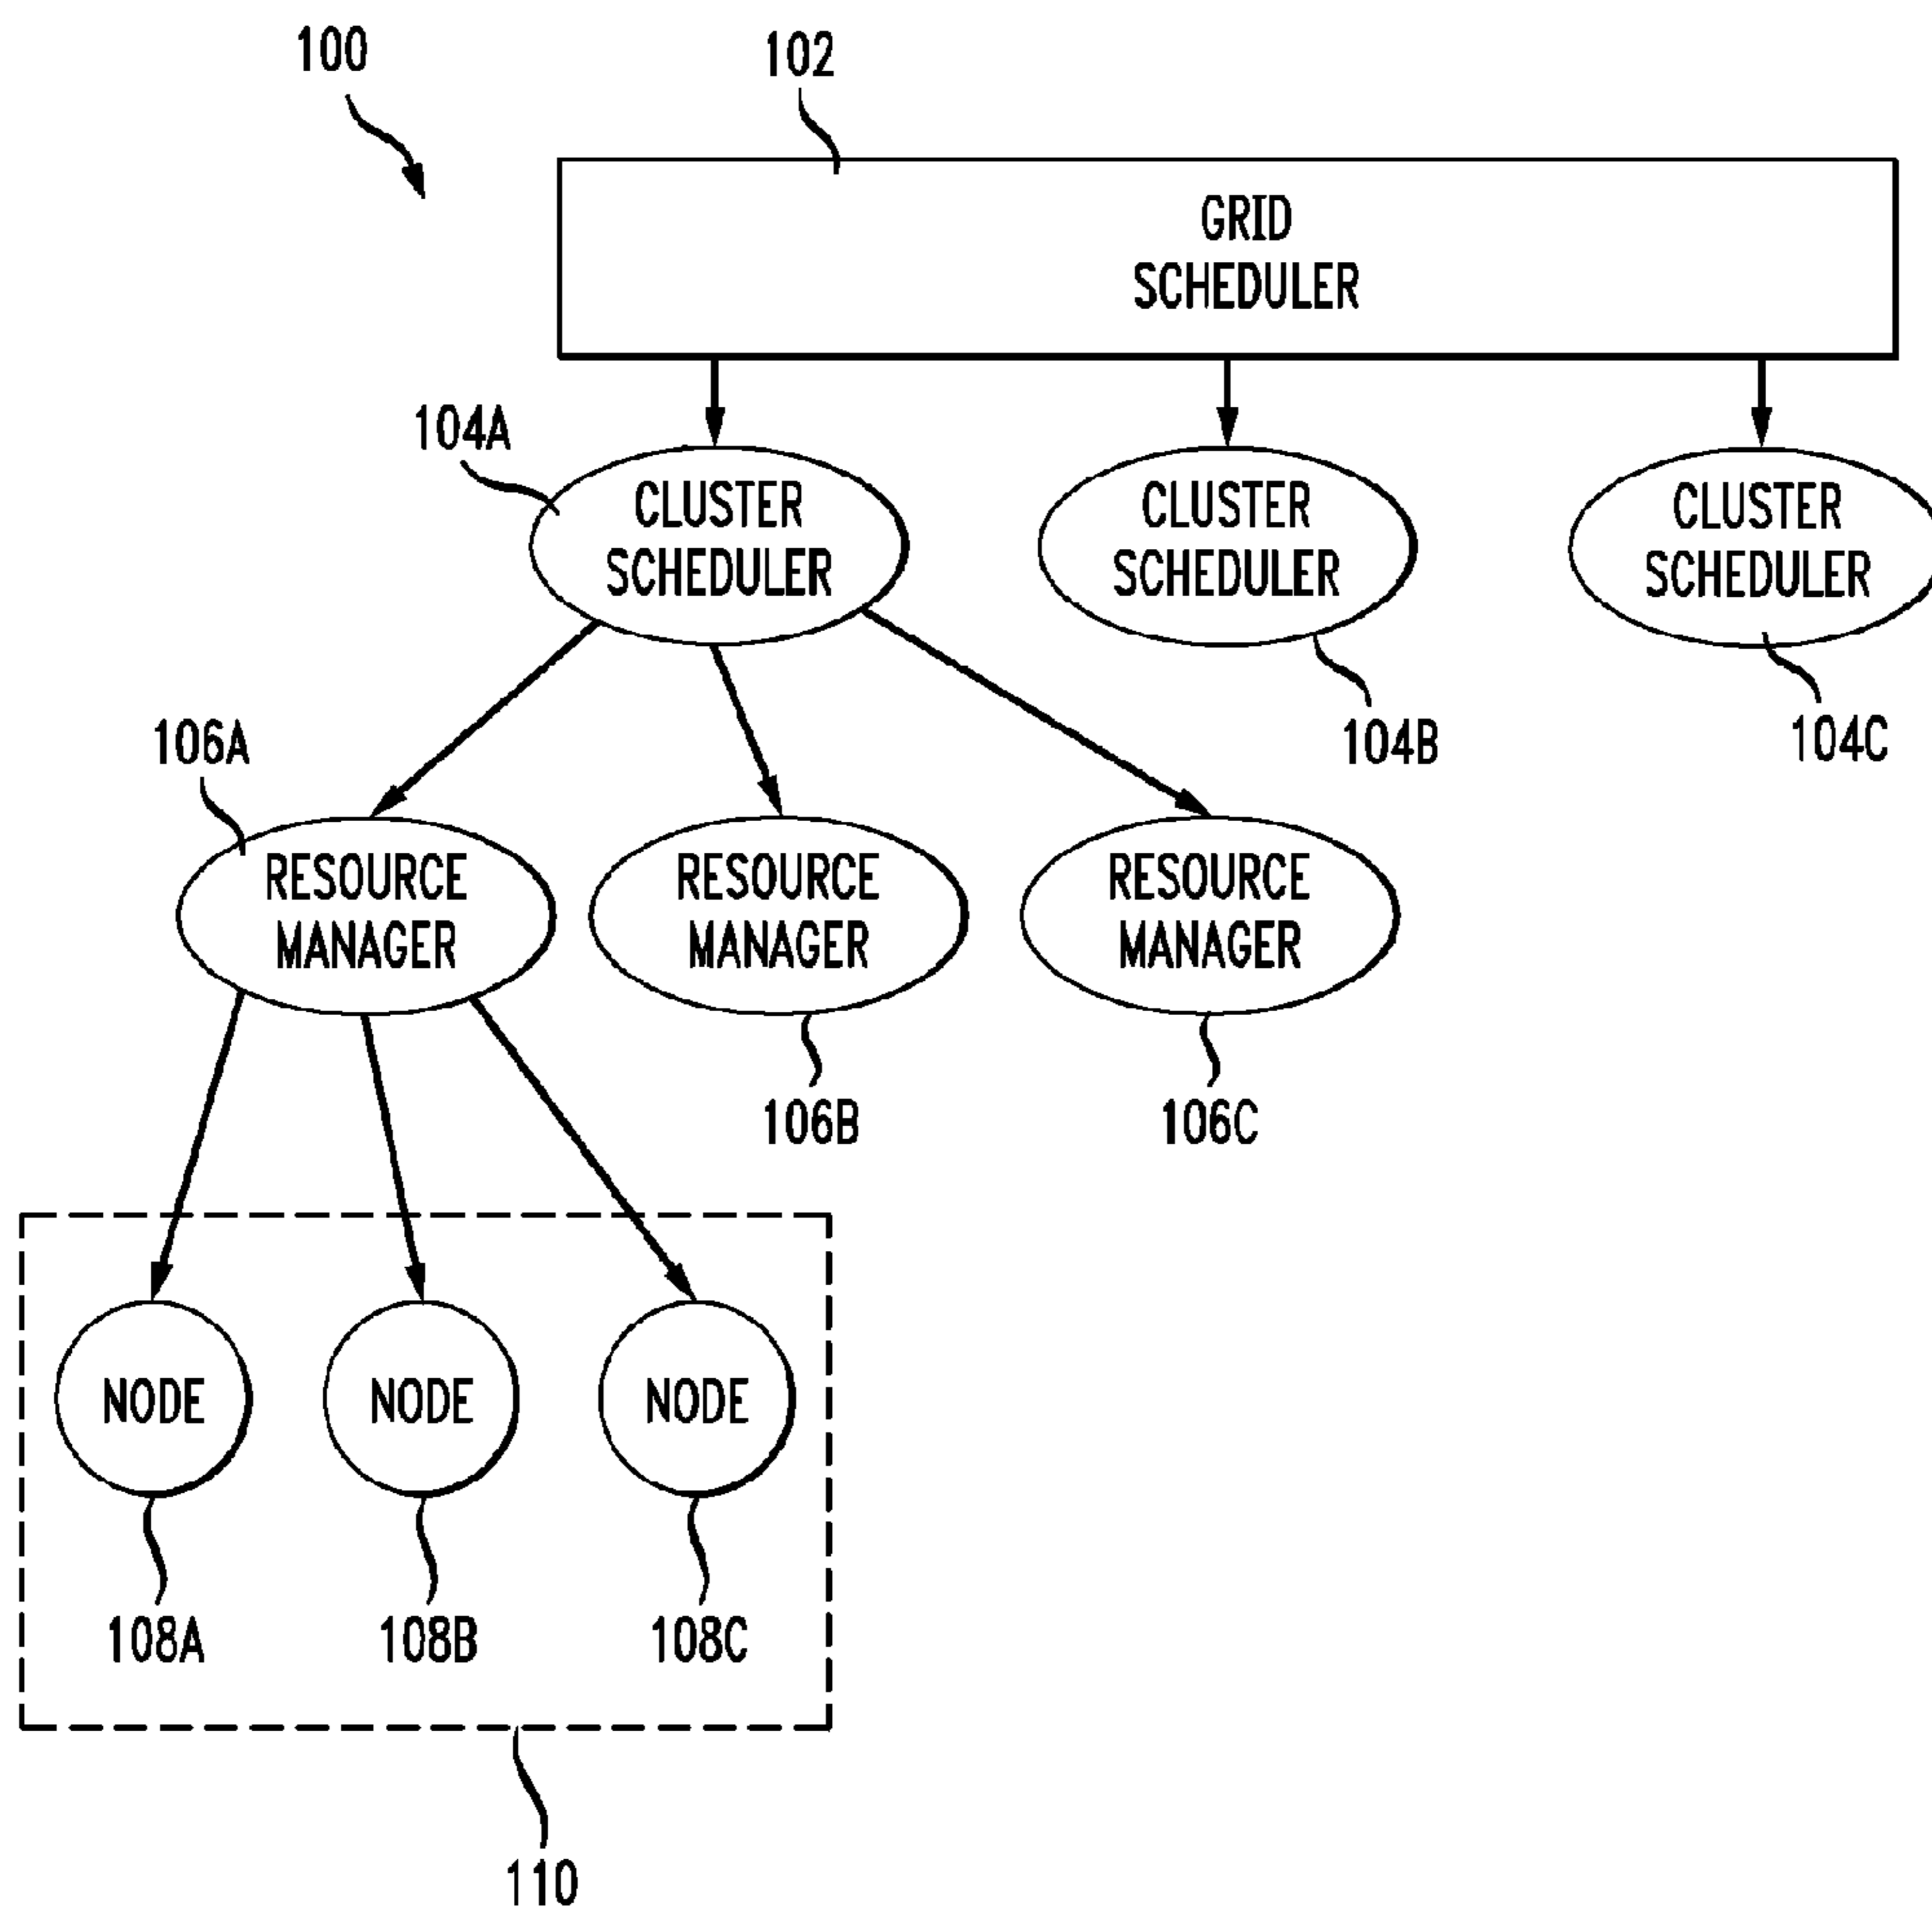 100
102
GRID
SCHEDULER
104A
CLUSTER
SCHEDULER
CLUSTER
SCHEDULER
CLUSTER
SCHEDULER
104B
104C
106A
RESOURCE
MANAGER
RESOURCE
MANAGER
RESOURCE
MANAGER
106B
106C
NODE
NODE
NODE
108A
108B
108C
110